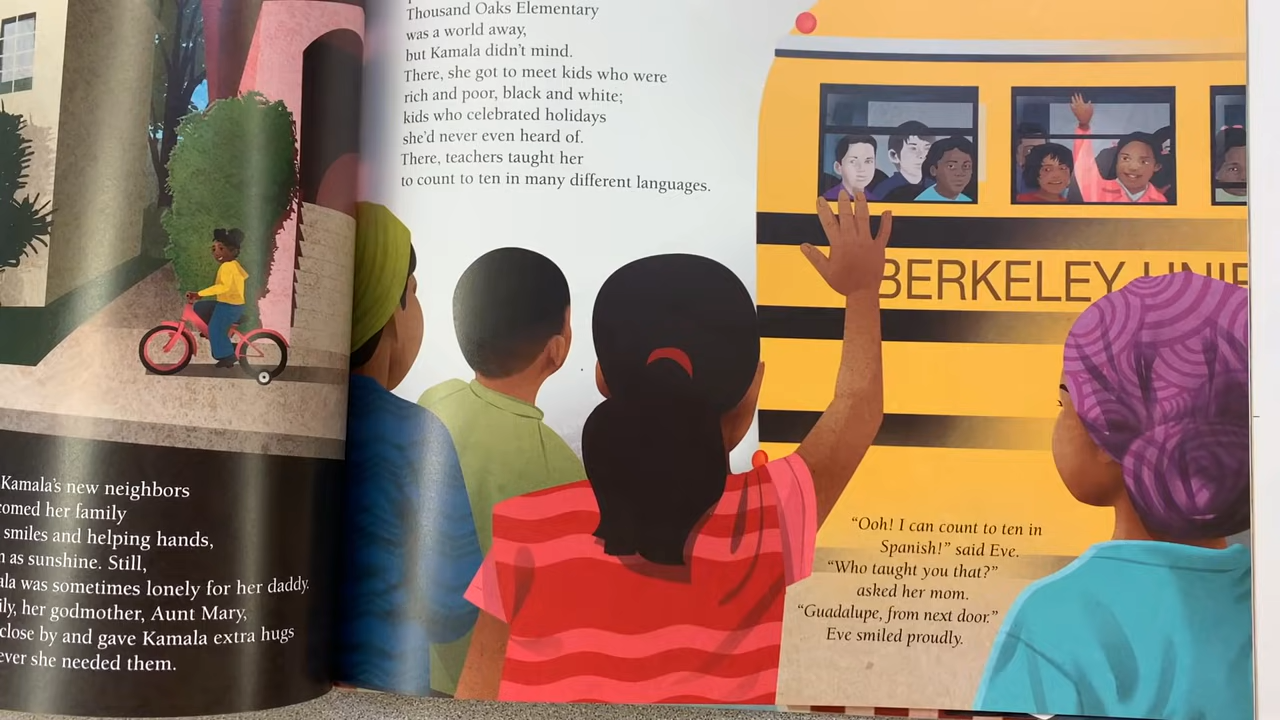 Kamala's new neighbors
her family
smiles and helping hands,
as sunshine. Still,
was sometimes lonely for her daddy.
her godmother, Aunt Mary,
close by and gave Kamala extra hugs
she needed them.
Thousand Oaks Elementary
was a world away,
but Kamala didn't mind.
There, she got to meet kids who were
rich and poor, black and white;
kids who celebrated holidays
she'd never even heard of.
There, teachers taught her
to count to ten in many different languages.
BERKELEY
“Ooh! I can count to ten in
Spanish!” said Eve.
“Who taught you that?”
asked her mom.
“Guadalupe, from next door.”
Eve smiled proudly.